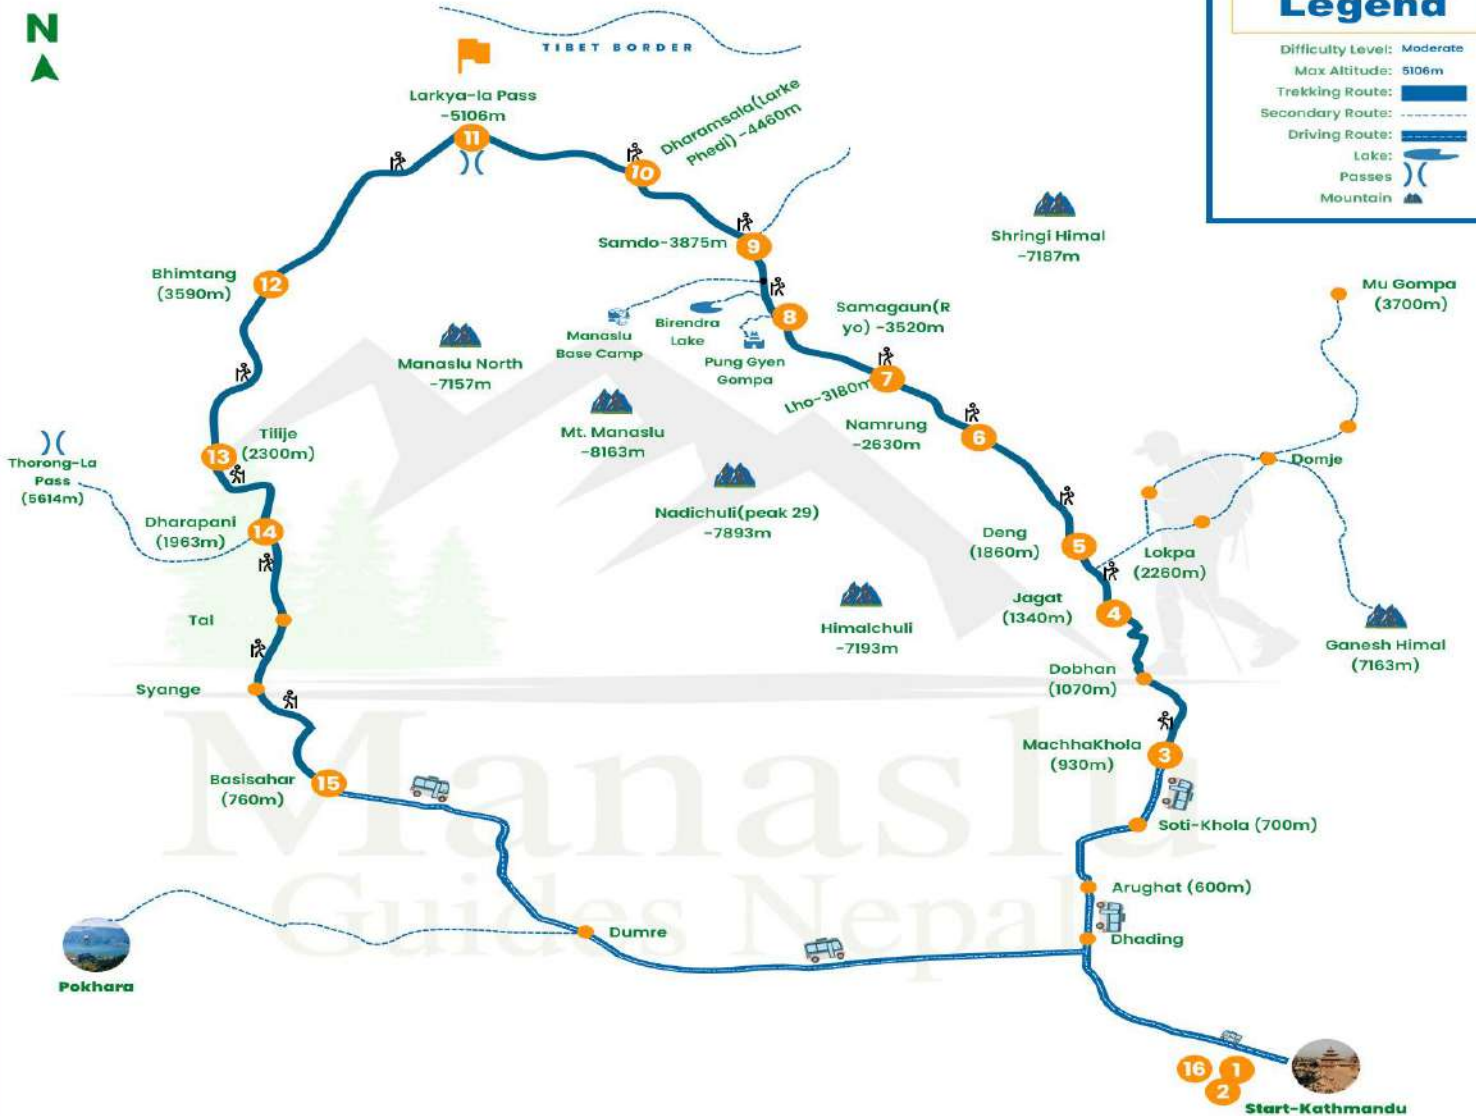 N
TIBET BORDER
Legend
Difficulty Level: Moderate
Max Altitude: 5106m
Trekking Route:
Secondary Route:
Driving Route:
Lake:
Passes
Mountain
Larkya-la Pass
-5106m
11
Dharamsala(Larke
Phedi) -4460m
10
Samdo-3875m
9
Shringi Himal
-7187m
Bhimtang
(3590m)
12
Mu Gompa
(3700m)
Samagaun(R
yo) -3520m
8
Birendra
Lake
Manaslu
Base Camp
Pung Gyen
Gompa
Manaslu North
-7157m
7
Lho-3180m
Mt. Manaslu
-8163m
Namrung
-2630m
6
Tilije
(2300m)
13
Thorong-La
Pass
(5614m)
Domje
Nadichuli(peak 29)
-7893m
Dharapani
(1963m)
14
Deng
(1860m)
5
Lokpa
(2260m)
Jagat
(1340m)
4
Tal
Himalchuli
-7193m
Ganesh Himal
(7163m)
Dobhan
(1070m)
Syange
MachhaKhola
(930m)
3
Basisahar
(760m)
15
Manaslu
Guides Nepal
Soti-Khola (700m)
Arughat (600m)
Dumre
Dhading
Pokhara
16
1
2
Start-Kathmandu